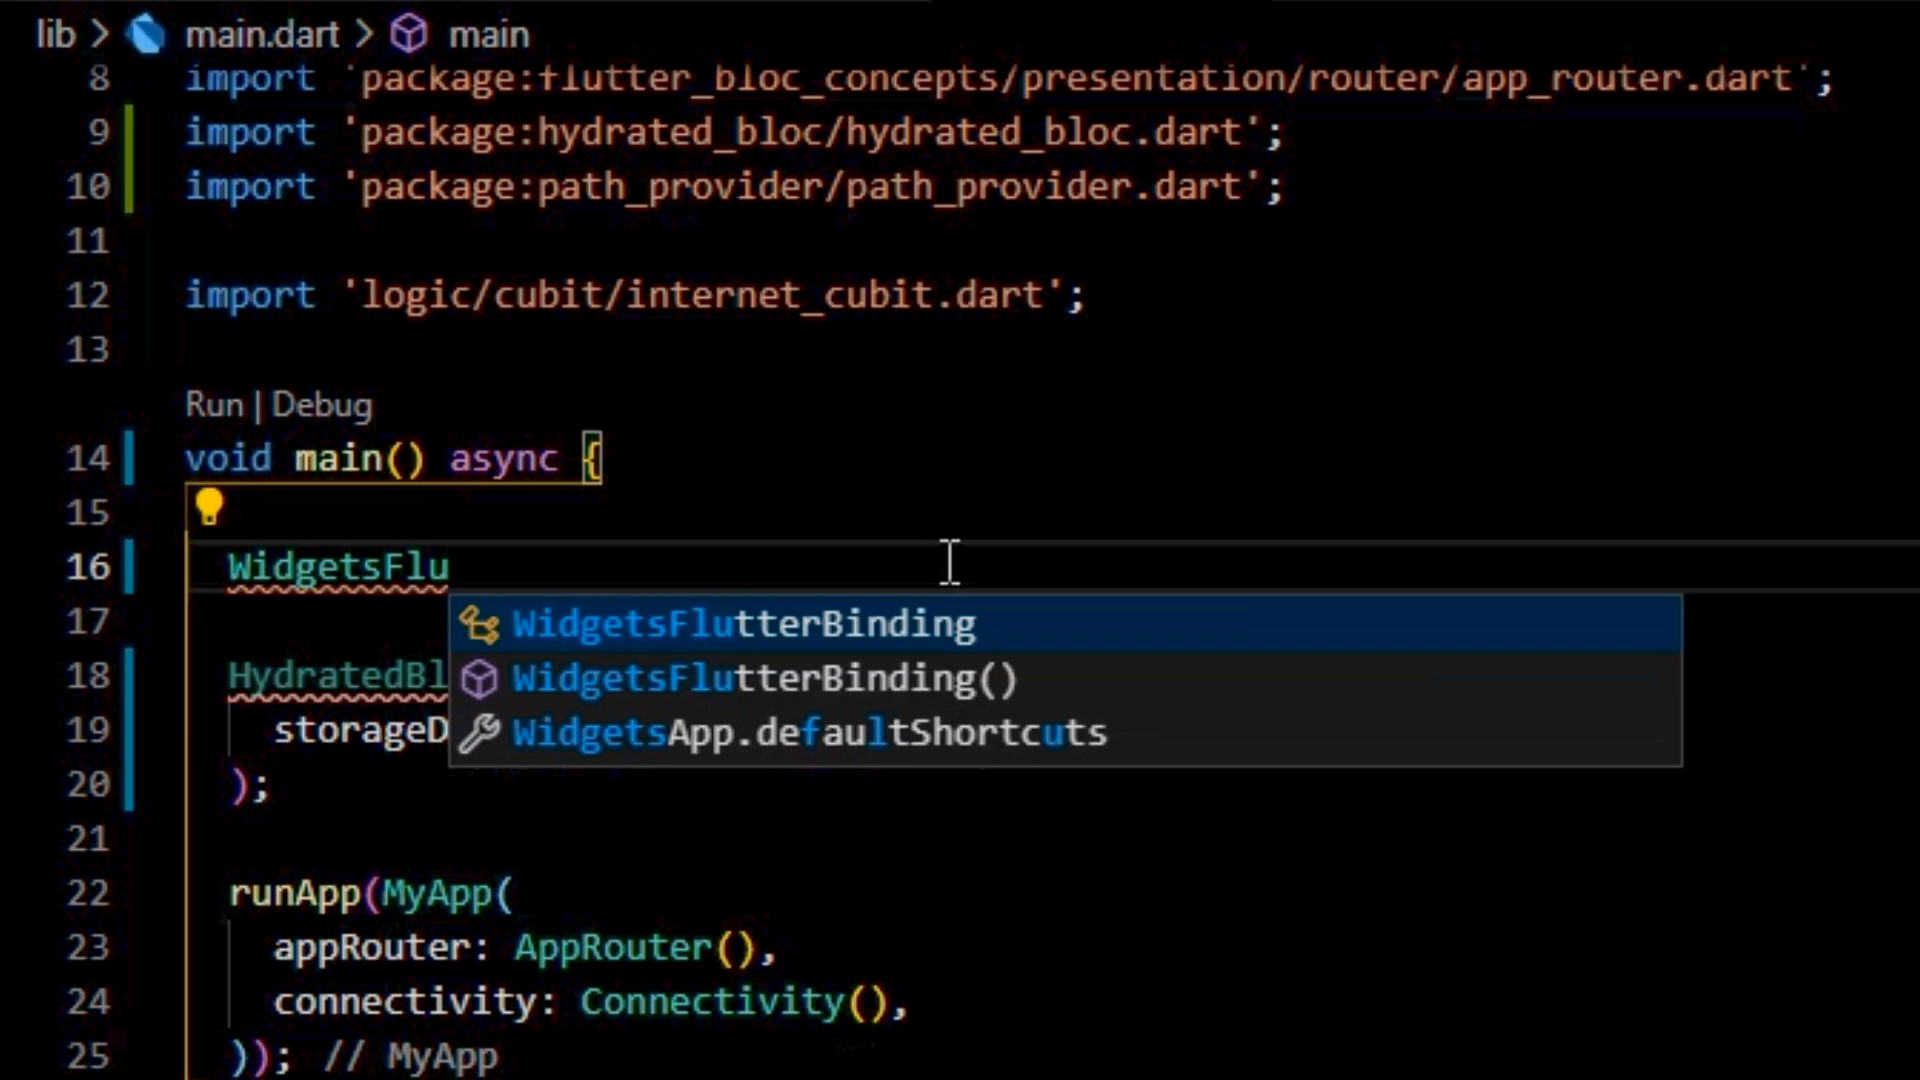 lib > main.dart > main
8 import 'package:flutter_bloc_concepts/presentation/router/app_router.dart';
9 import 'package:hydrated_bloc/hydrated_bloc.dart';
10 import 'package:path_provider/path_provider.dart';
11
12 import 'logic/cubit/internet_cubit.dart';
13
Run | Debug
14 void main() async {
15
16 WidgetsFlu
17 WidgetsFlutterBinding
WidgetsFlutterBinding()
WidgetsApp.defaultShortcuts
18 HydratedBl
19 storageD
20 );
21
22 runApp(MyApp(
23 appRouter: AppRouter(),
24 connectivity: Connectivity(),
25 )); // MyApp